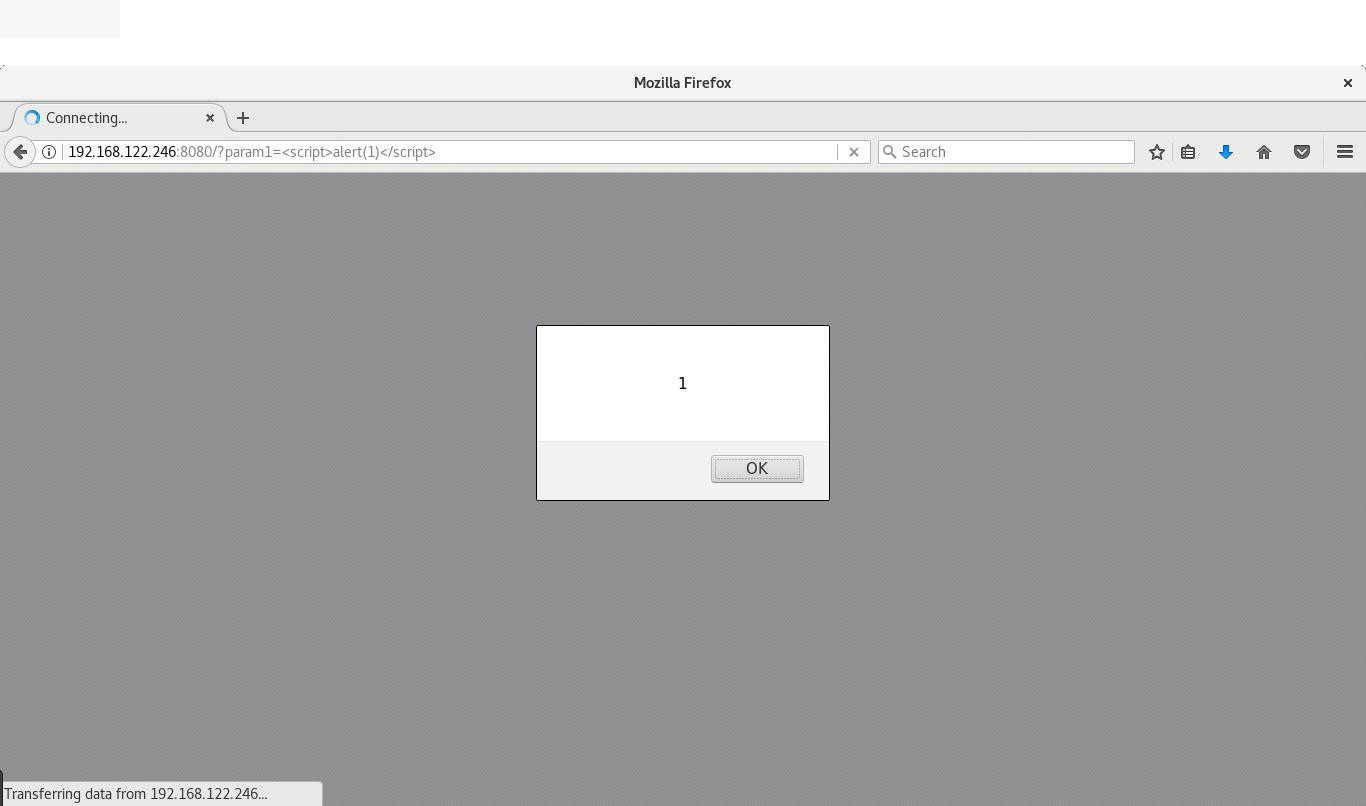 Mozilla Firefox
Connecting...
192.168.122.246:8080/?param1=<script>alert(1)</script>
Search
1
OK
Transferring data from 192.168.122.246...